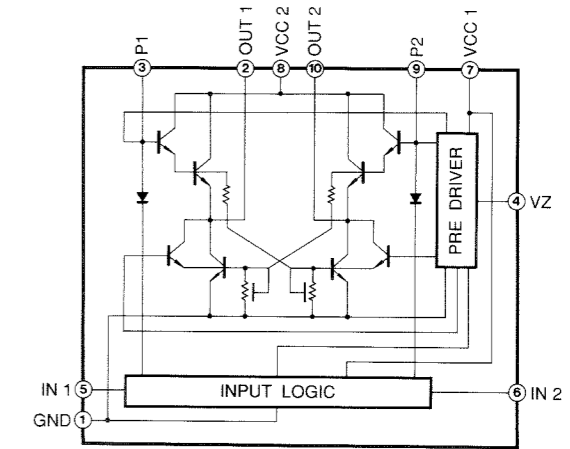 P1
OUT 1
VCC 2
OUT 2
P2
VCC 1
3
2
8
10
9
7
PRE DRIVER
4 VZ
IN 1 5
INPUT LOGIC
6 IN 2
GND 1